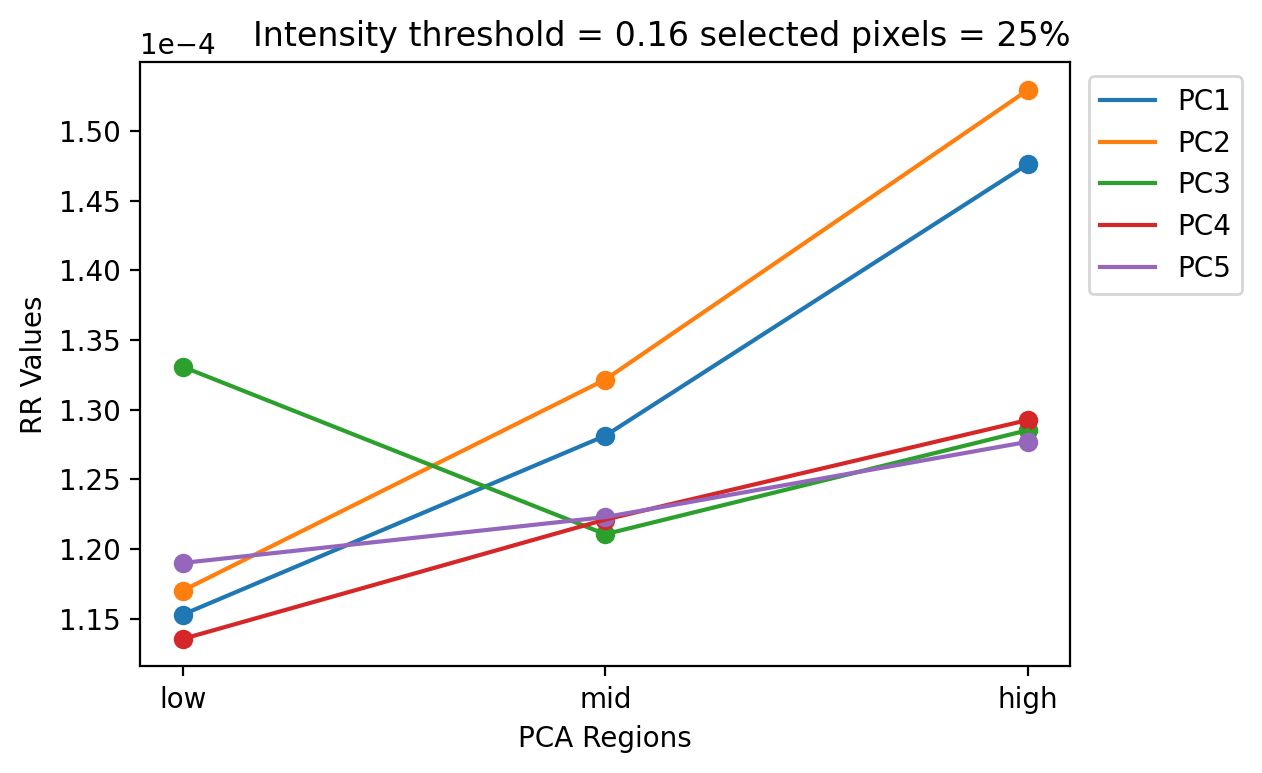 Intensity threshold = 0.16 selected pixels = 25%
1e−4
1.50
1.45
1.40
1.35
1.30
1.25
1.20
1.15
RR Values
low
mid
high
PCA Regions
PC1
PC2
PC3
PC4
PC5